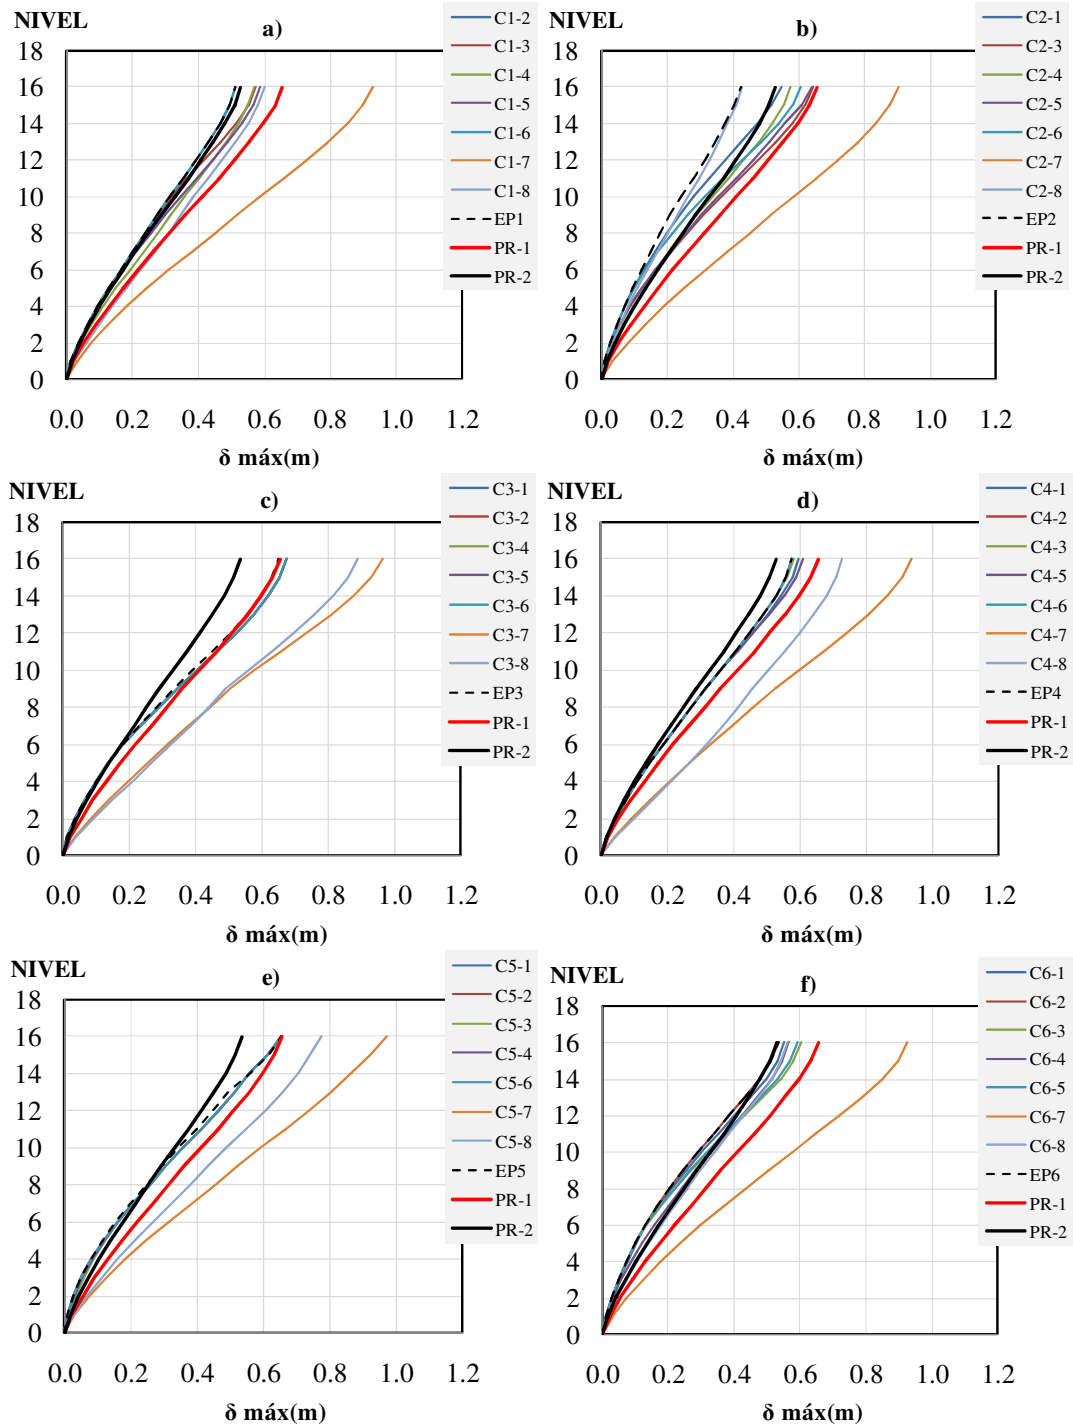 NIVEL
a)
18
16
14
12
10
8
6
4
2
0
0.0 0.2 0.4 0.6 0.8 1.0 1.2
δ máx(m)
C1-2
C1-3
C1-4
C1-5
C1-6
C1-7
C1-8
EP1
PR-1
PR-2
NIVEL
b)
18
16
14
12
10
8
6
4
2
0
0.0 0.2 0.4 0.6 0.8 1.0 1.2
δ máx(m)
C2-1
C2-3
C2-4
C2-5
C2-6
C2-7
C2-8
EP2
PR-1
PR-2
NIVEL
c)
18
16
14
12
10
8
6
4
2
0
0.0 0.2 0.4 0.6 0.8 1.0 1.2
δ máx(m)
C3-1
C3-2
C3-4
C3-5
C3-6
C3-7
C3-8
EP3
PR-1
PR-2
NIVEL
d)
18
16
14
12
10
8
6
4
2
0
0.0 0.2 0.4 0.6 0.8 1.0 1.2
δ máx(m)
C4-1
C4-2
C4-3
C4-5
C4-6
C4-7
C4-8
EP4
PR-1
PR-2
NIVEL
e)
18
16
14
12
10
8
6
4
2
0
0.0 0.2 0.4 0.6 0.8 1.0 1.2
δ máx(m)
C5-1
C5-2
C5-3
C5-4
C5-6
C5-7
C5-8
EP5
PR-1
PR-2
NIVEL
f)
18
16
14
12
10
8
6
4
2
0
0.0 0.2 0.4 0.6 0.8 1.0 1.2
δ máx(m)
C6-1
C6-2
C6-3
C6-4
C6-5
C6-7
C6-8
EP6
PR-1
PR-2